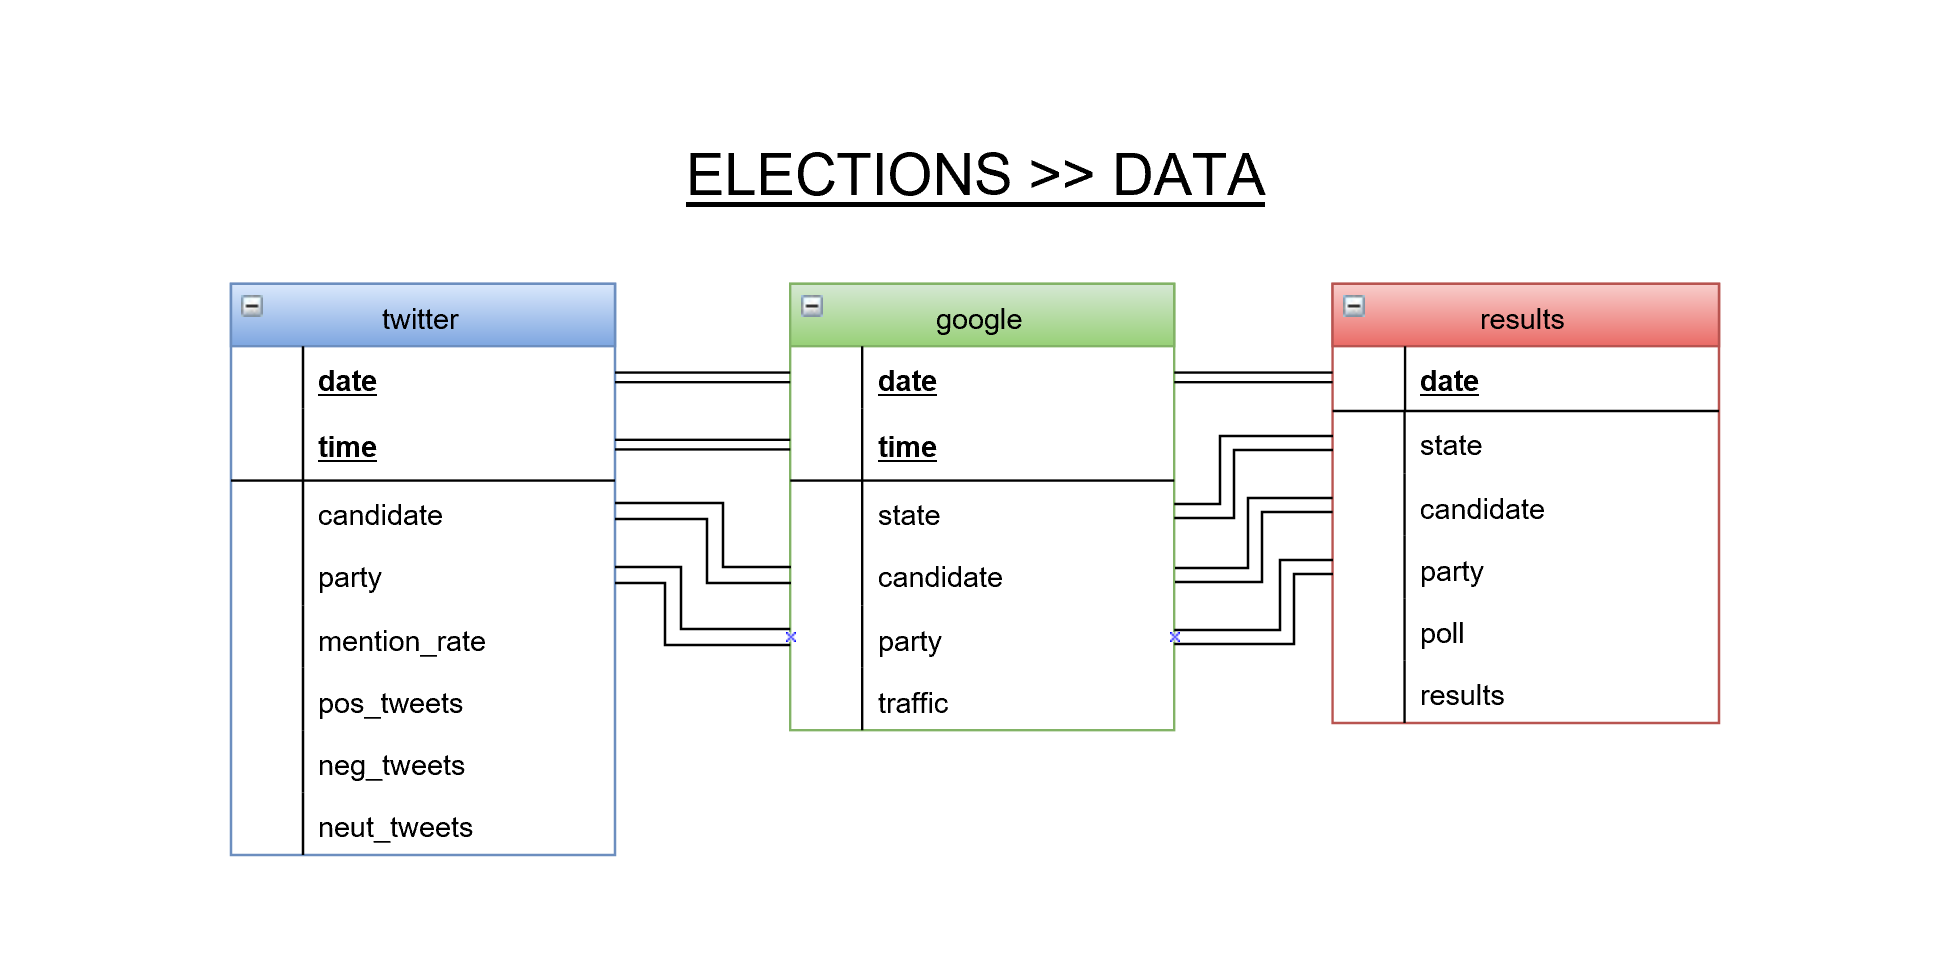 ELECTIONS >> DATA
twitter
date
time
candidate
party
mention_rate
pos_tweets
neg_tweets
neut_tweets
google
date
time
state
candidate
party
traffic
results
date
state
candidate
party
poll
results